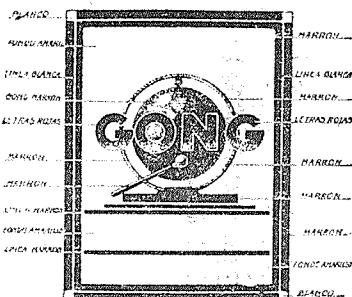 BLANCO
FONDO AMARIL
LINEA BLANCA
GONG MARRON
LETRAS ROJAS
MARRON
MARRON
LINEA MARRON
FONDO AMARILLO
LINEA MARRON
GONG
MARRON
LINEA BLANCA
MARRON
LETRAS ROJAS
MARRON
MARRON
MARRON
FONDO AMARILLO
BLANCO